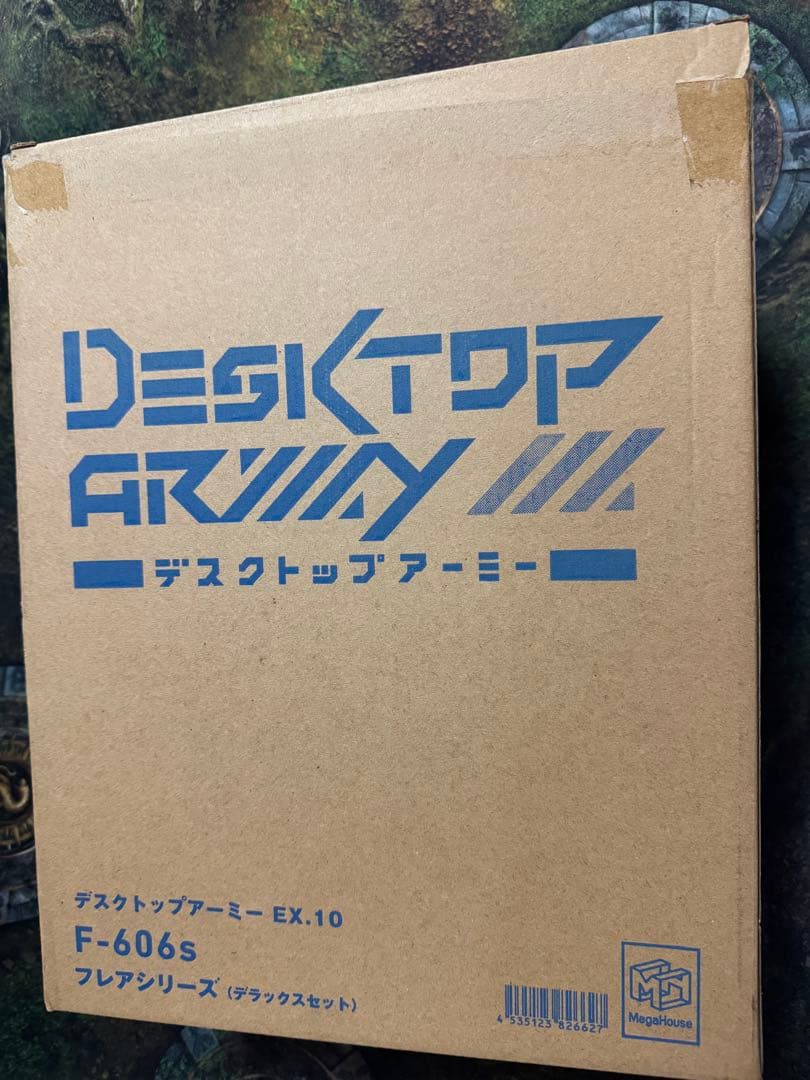 DESKTOP
ARMY
デスクトップアーミー
デスクトップアーミー EX.10
F-606s
フレアシリーズ (デラックスセット)
4 535123 826627
MegaHouse